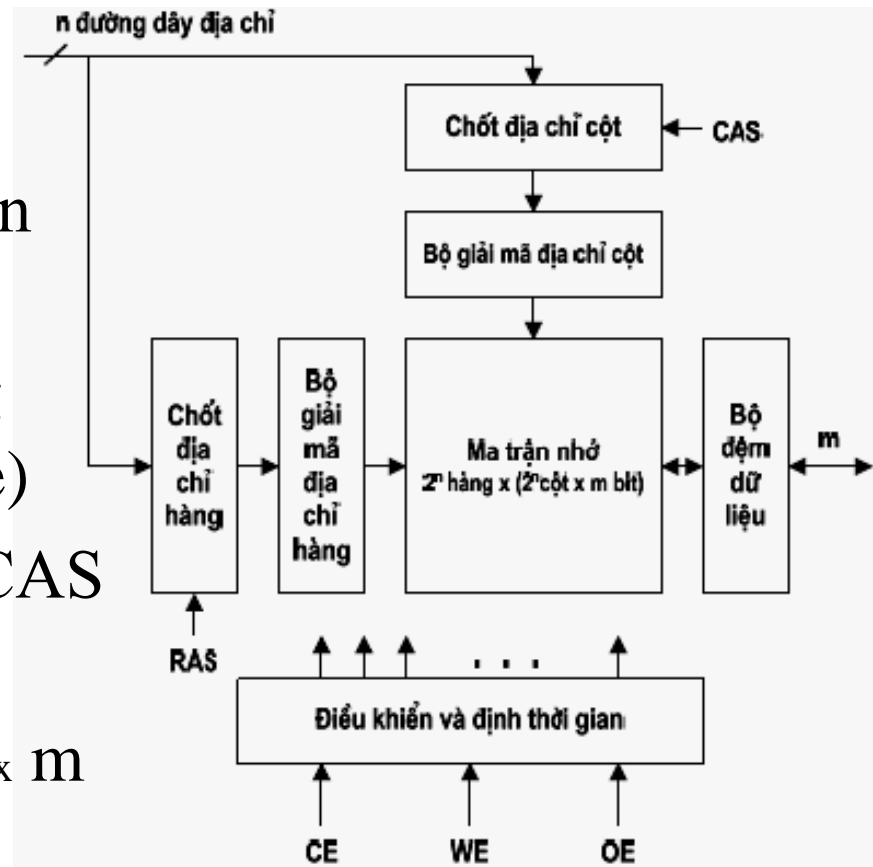 n đường dây địa chỉ
Chốt địa chỉ cột
CAS
n
Bộ giải mã địa chỉ cột
Chốt
địa
chỉ
hàng
Bộ
giải
mã
địa
chỉ
hàng
Ma trận nhớ
2ⁿ hàng x (2ⁿ cột x m bit)
Bộ
đệm
dữ
liệu
m
e)
CAS
RAS
. . .
Điều khiển và định thời gian
x m
CE WE OE